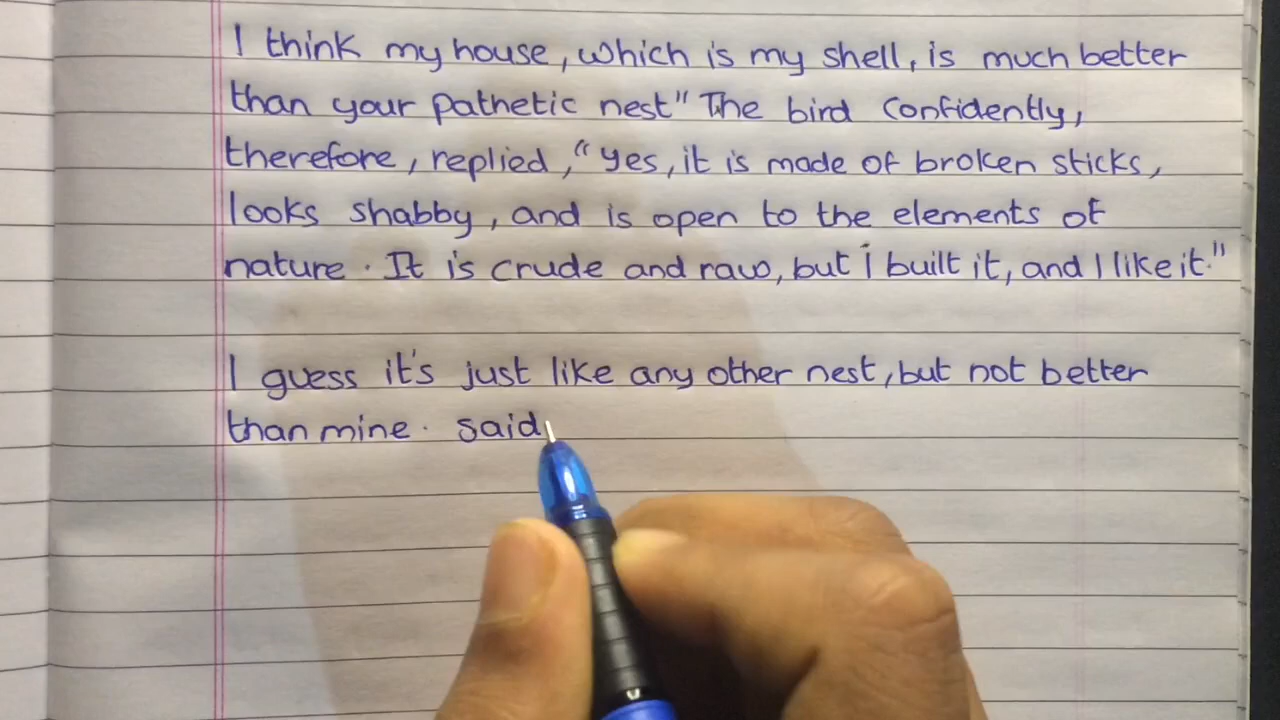 I think my house, which is my shell, is much better
than your pathetic nest" The bird confidently,
therefore, replied, "yes, it is made of broken sticks,
looks shabby, and is open to the elements of
nature. It is crude and raw, but i built it, and I like it."
I guess it's just like any other nest, but not better
than mine. said